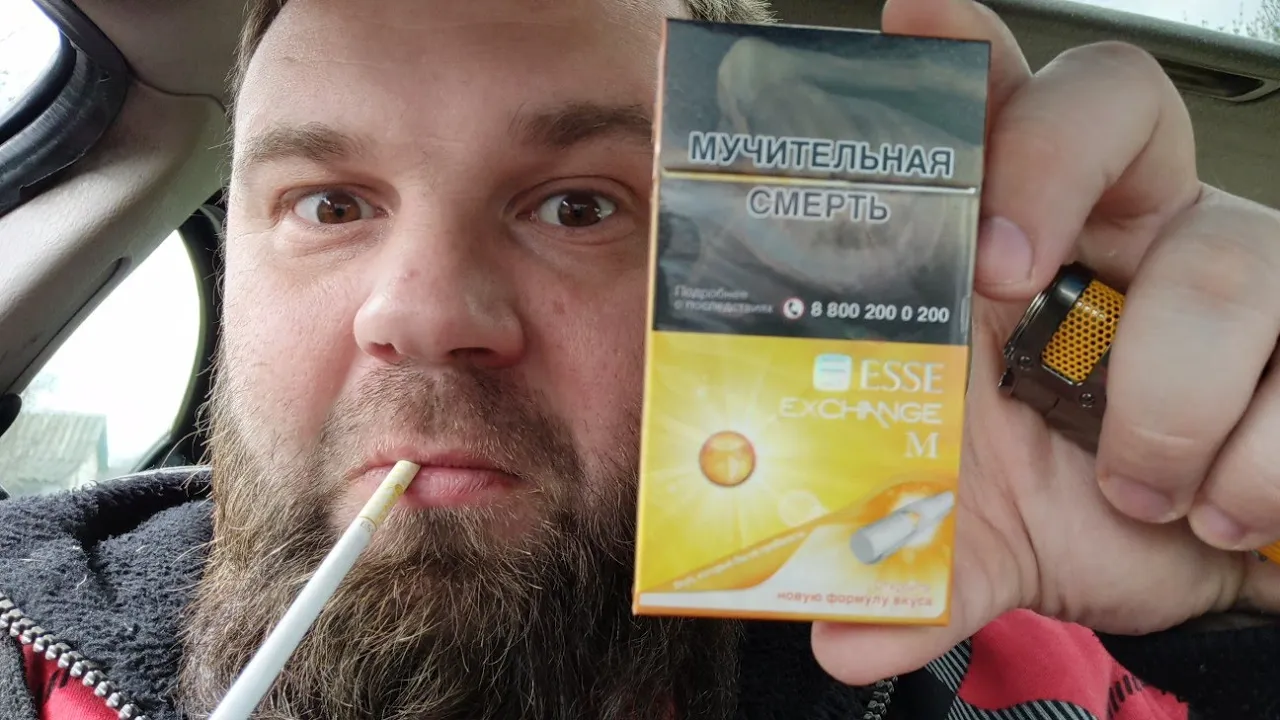 МУЧИТЕЛЬНАЯ
СМЕРТЬ
Подробнее
о последствиях 8 800 200 0 200
ESSE
EXCHANGE
M
новую формулу вкуса